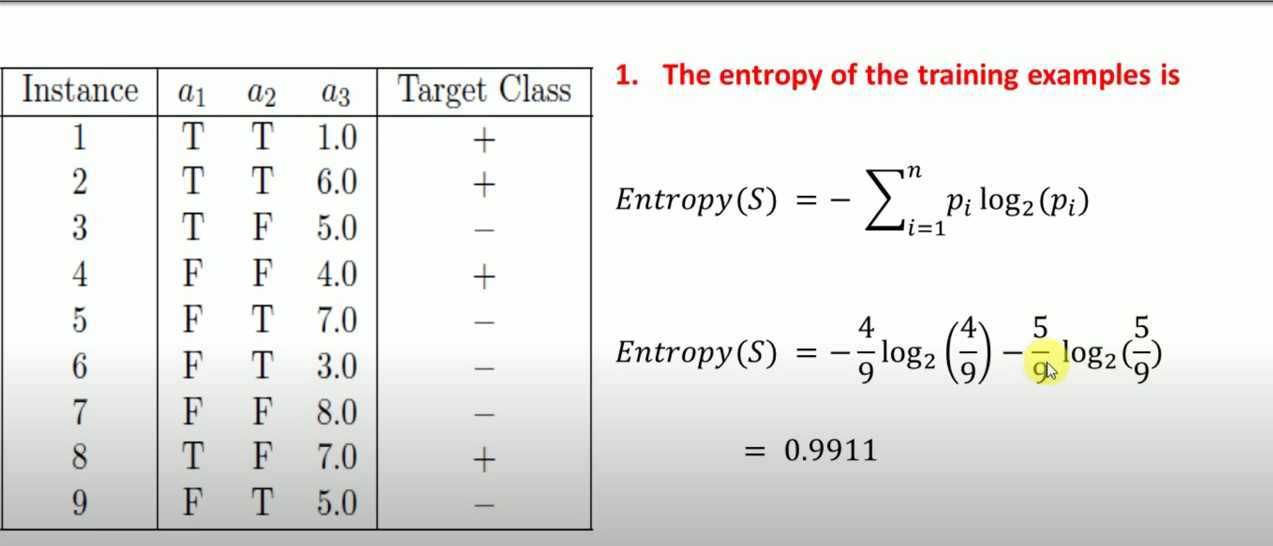 Instance a₁ a₂ a₃ Target Class
1 T T 1.0 +
2 T T 6.0 +
3 T F 5.0 −
4 F F 4.0 +
5 F T 7.0 −
6 F T 3.0 −
7 F F 8.0 −
8 T F 7.0 +
9 F T 5.0 −
1. The entropy of the training examples is
Entropy(S) = − ∑ⁿᵢ₌₁ pᵢ log₂(pᵢ)
Entropy(S) = −4/9 log₂(4/9) − 5/9 log₂(5/9)
= 0.9911